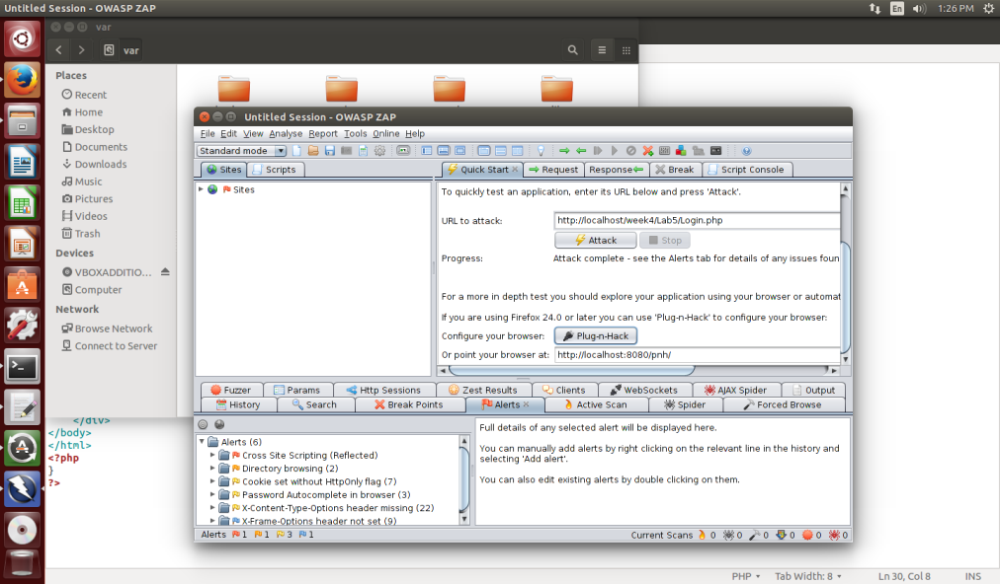 Untitled Session - OWASP ZAP
En
1:26 PM
var
var
Places
Recent
Home
Desktop
Documents
Downloads
Music
Pictures
Videos
Trash
Devices
VBOXADDITIO...
Computer
Network
Browse Network
Connect to Server
Untitled Session - OWASP ZAP
File Edit View Analyse Report Tools Online Help
Standard mode
Sites Scripts
Quick Start Request Response Break Script Console
Sites
To quickly test an application, enter its URL below and press 'Attack'.
URL to attack: http://localhost/week4/Lab5/Login.php
Attack Stop
Progress: Attack complete - see the Alerts tab for details of any issues foun
For a more in depth test you should explore your application using your browser or automat
If you are using Firefox 24.0 or later you can use 'Plug-n-Hack' to configure your browser:
Configure your browser: Plug-n-Hack
Or point your browser at: http://localhost:8080/pnh/
Fuzzer Params Http Sessions Zest Results Clients WebSockets AJAX Spider Output
History Search Break Points Alerts Active Scan Spider Forced Browse
Alerts (6)
Cross Site Scripting (Reflected)
Directory browsing (2)
Cookie set without HttpOnly flag (7)
Password Autocomplete in browser (3)
X-Content-Type-Options header missing (22)
X-Frame-Options header not set (9)
Full details of any selected alert will be displayed here.
You can manually add alerts by right clicking on the relevant line in the history and
selecting 'Add alert'.
You can also edit existing alerts by double clicking on them.
Alerts 1 1 3 1
Current Scans 0 0 0 0 0 0
</div>
</body>
</html>
<?php
}
?>
PHP Tab Width: 8 Ln 30, Col 8 INS